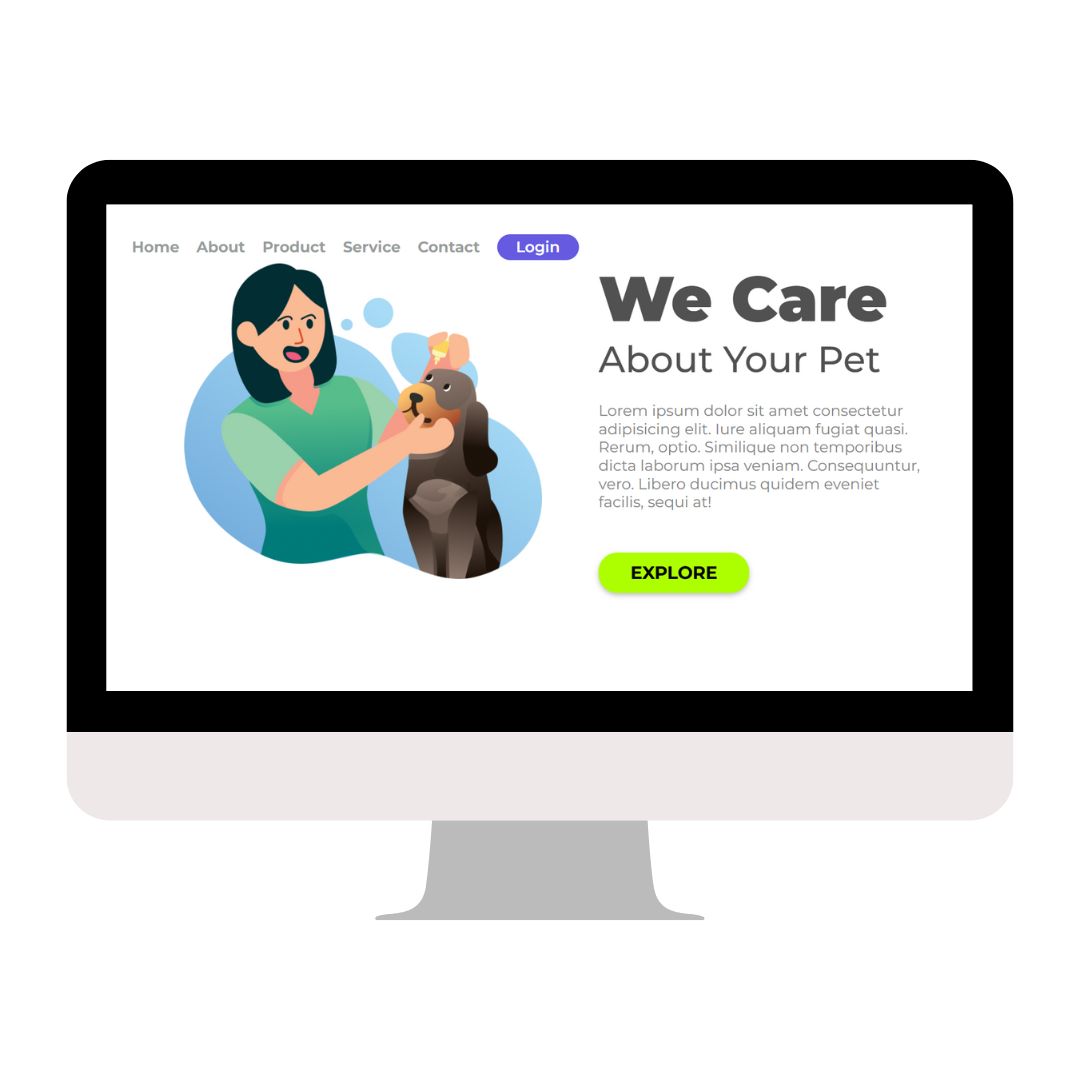 Home About Product Service Contact Login
We Care
About Your Pet
Lorem ipsum dolor sit amet consectetur
adipisicing elit. Iure aliquam fugiat quasi.
Rerum, optio. Similique non temporibus
dicta laborum ipsa veniam. Consequuntur,
vero. Libero ducimus quidem eveniet
facilis, sequi at!
EXPLORE